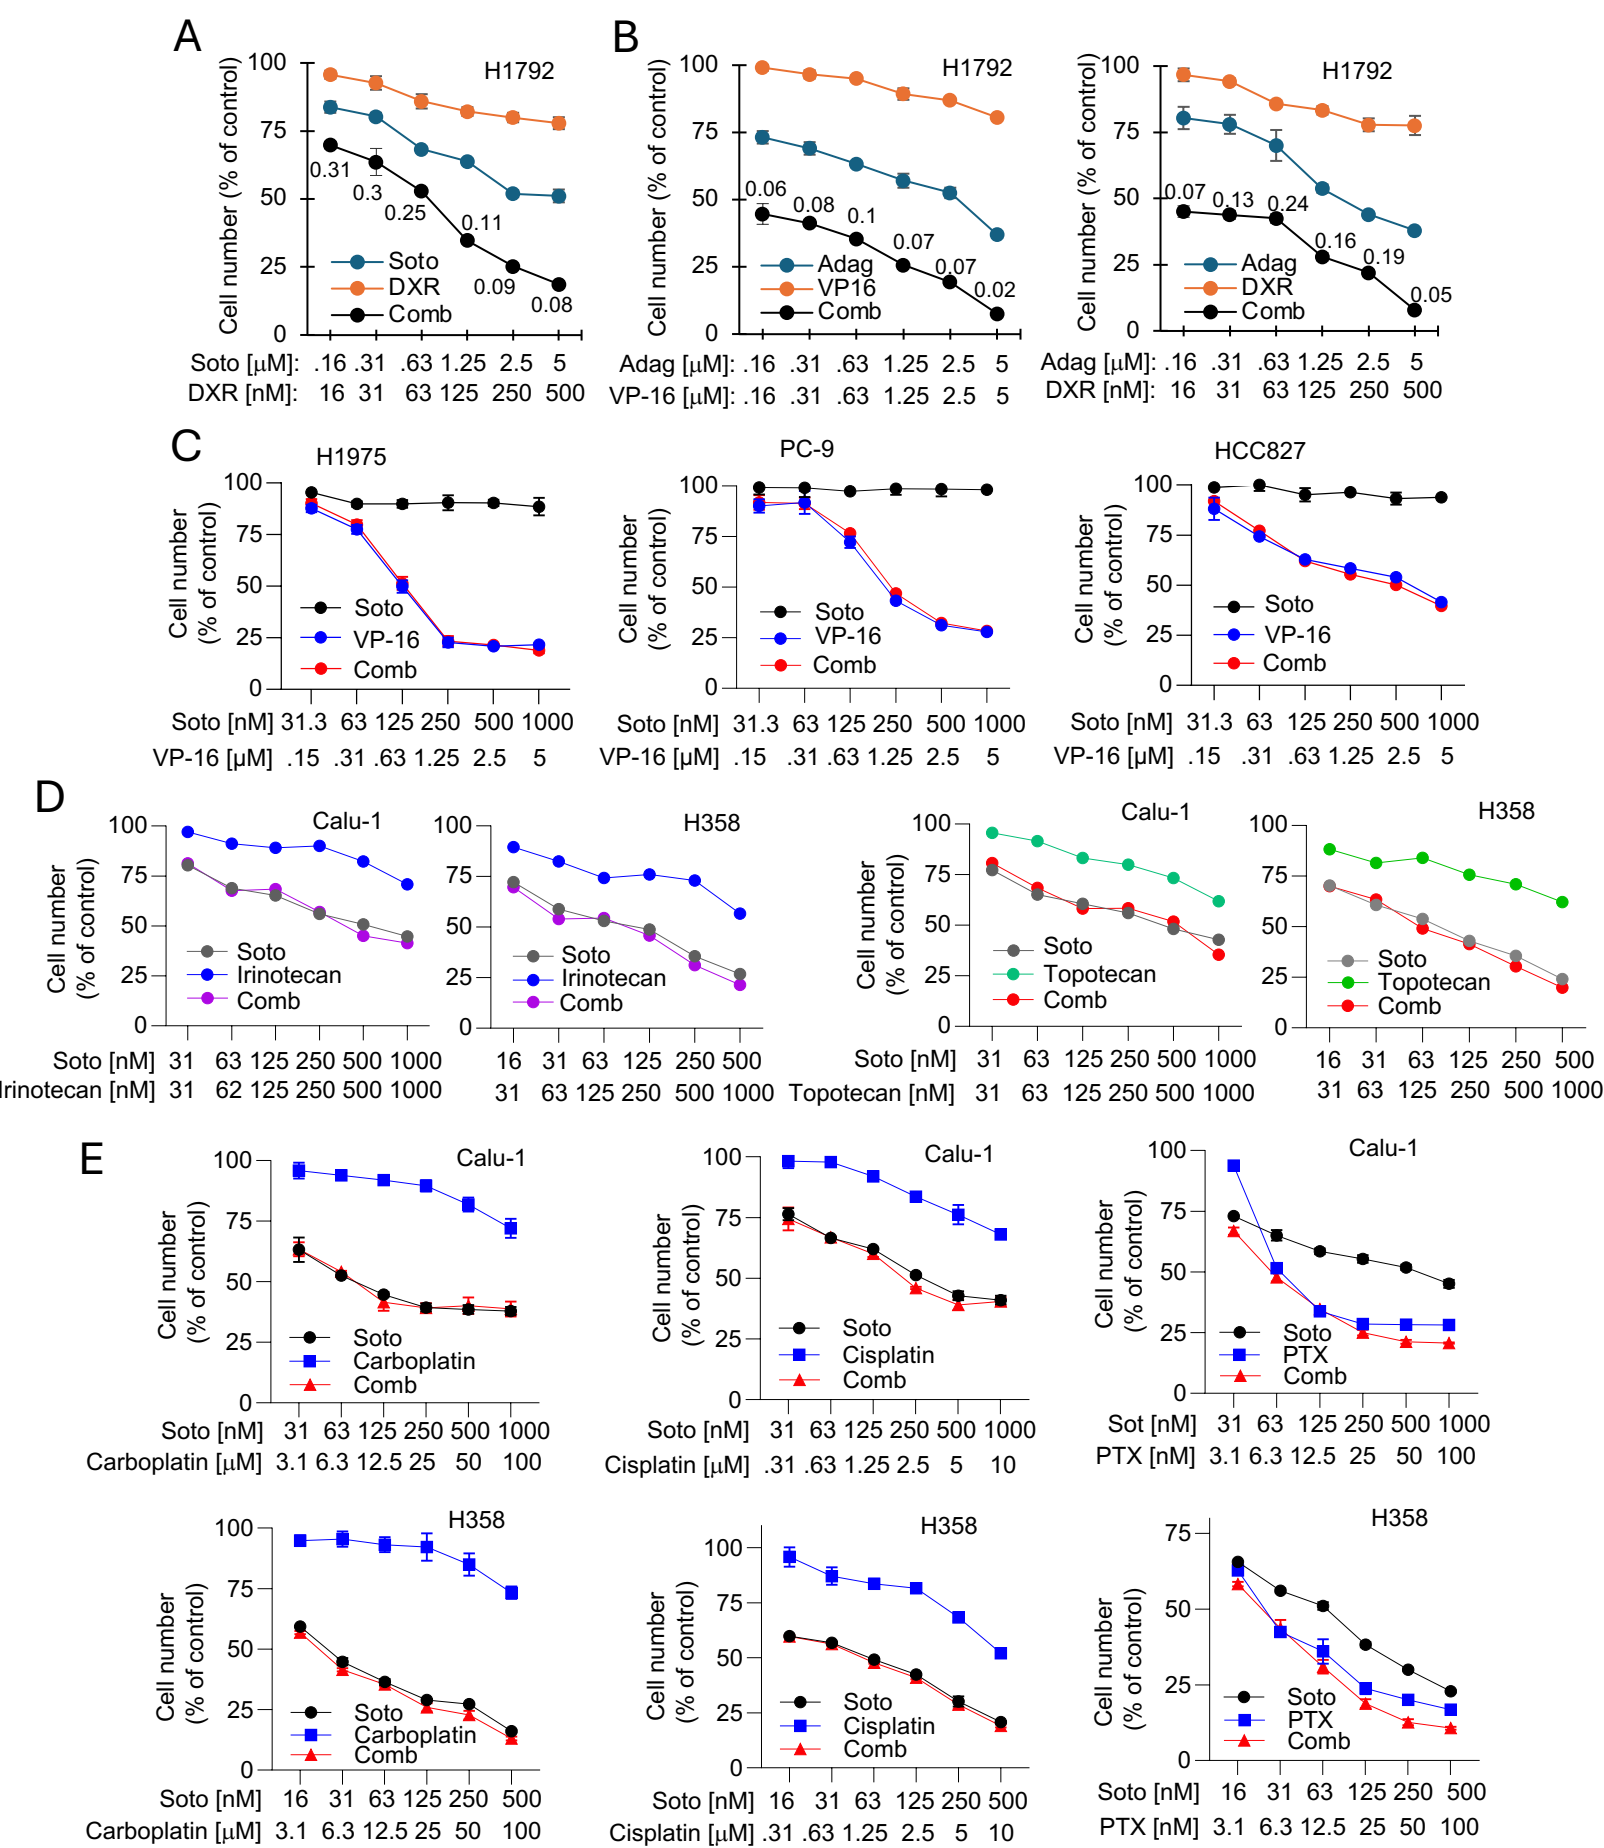 A
B
H1792
Cell number (% of control)
100
75
50
25
0
0.31
0.3
0.25
0.11
0.09
0.08
Soto
DXR
Comb
Soto [μM]: .16 .31 .63 1.25 2.5 5
DXR [nM]: 16 31 63 125 250 500
H1792
Cell number (% of control)
100
75
50
25
0
0.06
0.08
0.1
0.07
0.07
0.02
Adag
VP16
Comb
Adag [μM]: .16 .31 .63 1.25 2.5 5
VP-16 [μM]: .16 .31 .63 1.25 2.5 5
H1792
Cell number (% of control)
100
75
50
25
0
0.07
0.13
0.24
0.16
0.19
0.05
Adag
DXR
Comb
Adag [μM]: .16 .31 .63 1.25 2.5 5
DXR [nM]: 16 31 63 125 250 500
C
H1975
Cell number
(% of control)
100
75
50
25
0
Soto
VP-16
Comb
Soto [nM] 31.3 63 125 250 500 1000
VP-16 [μM] .15 .31 .63 1.25 2.5 5
PC-9
Cell number
(% of control)
100
75
50
25
0
Soto
VP-16
Comb
Soto [nM] 31.3 63 125 250 500 1000
VP-16 [μM] .15 .31 .63 1.25 2.5 5
HCC827
Cell number
(% of control)
100
75
50
25
0
Soto
VP-16
Comb
Soto [nM] 31.3 63 125 250 500 1000
VP-16 [μM] .15 .31 .63 1.25 2.5 5
D
Calu-1
Cell number
(% of control)
100
75
50
25
0
Soto
Irinotecan
Comb
Soto [nM] 31 63 125 250 500 1000
Irinotecan [nM] 31 62 125 250 500 1000
H358
100
75
50
25
0
Soto
Irinotecan
Comb
16 31 63 125 250 500
31 63 125 250 500 1000
Calu-1
Cell number
(% of control)
100
75
50
25
0
Soto
Topotecan
Comb
Soto [nM] 31 63 125 250 500 1000
Topotecan [nM] 31 63 125 250 500 1000
H358
100
75
50
25
0
Soto
Topotecan
Comb
16 31 63 125 250 500
31 63 125 250 500 1000
E
Calu-1
Cell number
(% of control)
100
75
50
25
0
Soto
Carboplatin
Comb
Soto [nM] 31 63 125 250 500 1000
Carboplatin [μM] 3.1 6.3 12.5 25 50 100
Calu-1
Cell number
(% of control)
100
75
50
25
0
Soto
Cisplatin
Comb
Soto [nM] 31 63 125 250 500 1000
Cisplatin [μM] .31 .63 1.25 2.5 5 10
Calu-1
Cell number
(% of control)
100
75
50
25
0
Soto
PTX
Comb
Sot [nM] 31 63 125 250 500 1000
PTX [nM] 3.1 6.3 12.5 25 50 100
H358
Cell number
(% of control)
100
75
50
25
0
Soto
Carboplatin
Comb
Soto [nM] 16 31 63 125 250 500
Carboplatin [μM] 3.1 6.3 12.5 25 50 100
H358
Cell number
(% of control)
100
75
50
25
0
Soto
Cisplatin
Comb
Soto [nM] 16 31 63 125 250 500
Cisplatin [μM] .31 .63 1.25 2.5 5 10
H358
Cell number
(% of control)
75
50
25
0
Soto
PTX
Comb
Soto [nM] 16 31 63 125 250 500
PTX [nM] 3.1 6.3 12.5 25 50 100